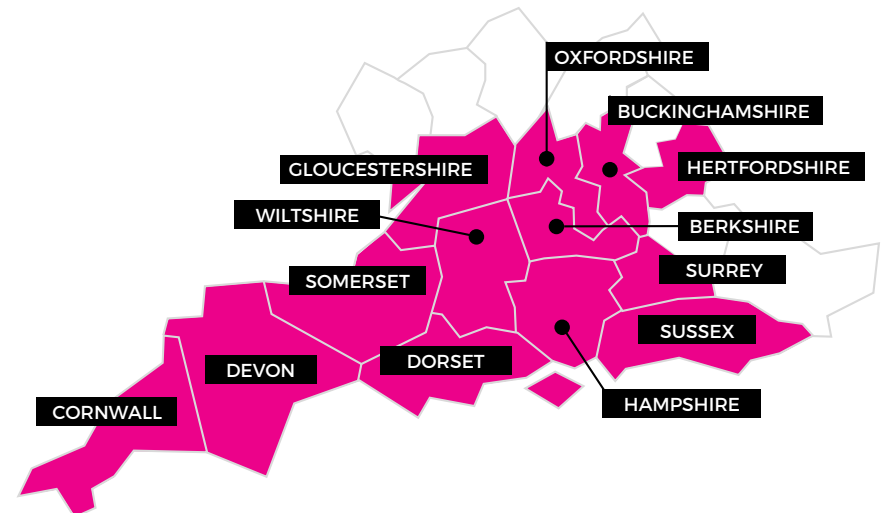 OXFORDSHIRE
BUCKINGHAMSHIRE
GLOUCESTERSHIRE
HERTFORDSHIRE
WILTSHIRE
BERKSHIRE
SOMERSET
SURREY
SUSSEX
DORSET
DEVON
CORNWALL
HAMPSHIRE